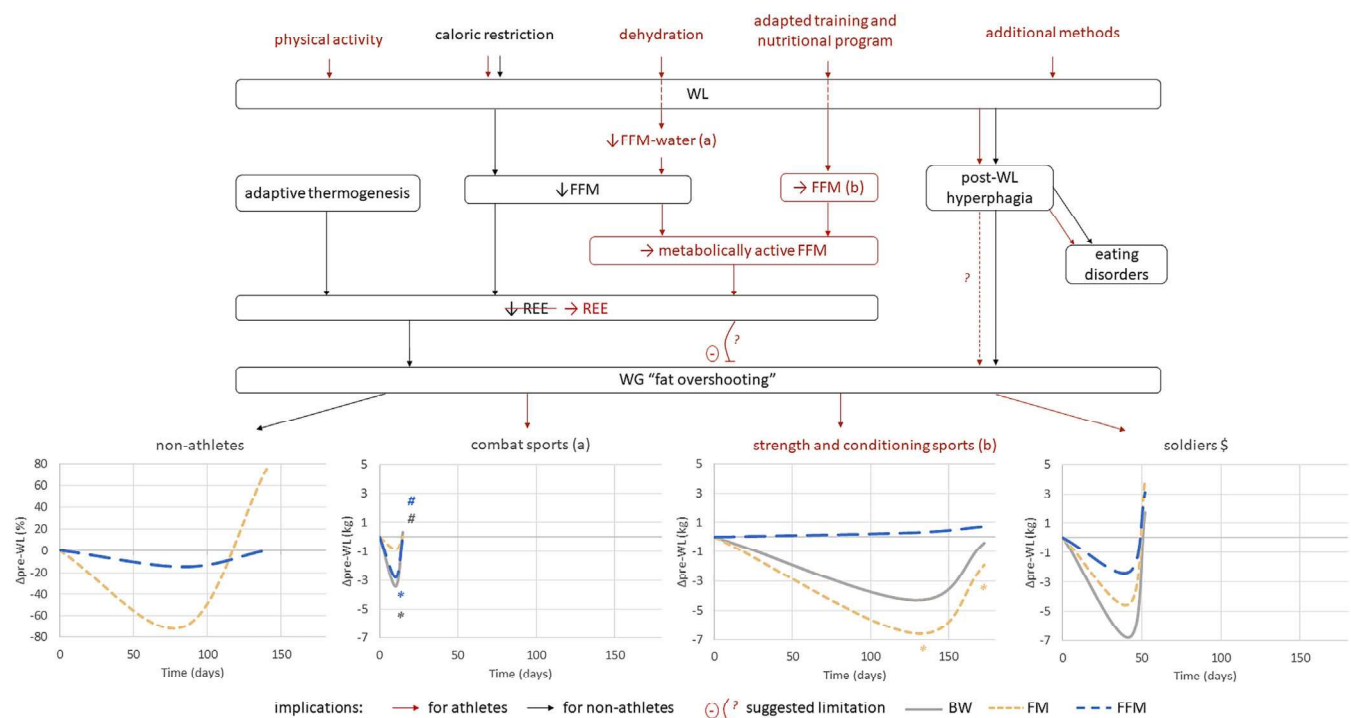 physical activity
caloric restriction
dehydration
adapted training and
nutritional program
additional methods
WL
↓FFM-water (a)
adaptive thermogenesis
↓FFM
→ FFM (b)
post-WL
hyperphagia
→ metabolically active FFM
eating
disorders
?
↓ REE → REE
?
⊖
WG “fat overshooting”
non-athletes
combat sports (a)
strength and conditioning sports (b)
soldiers $
Δpre-WL (%)
80
60
40
20
0
-20
-40
-60
-80
0
50
100
150
Time (days)
Δpre-WL (kg)
5
3
1
-1
-3
-5
-7
#
#
*
*
0
50
100
150
Time (days)
Δpre-WL (kg)
5
3
1
-1
-3
-5
-7
*
*
0
50
100
150
Time (days)
Δpre-WL (kg)
5
3
1
-1
-3
-5
-7
0
50
100
150
Time (days)
implications: → for athletes → for non-athletes ⊖ ? suggested limitation BW FM FFM